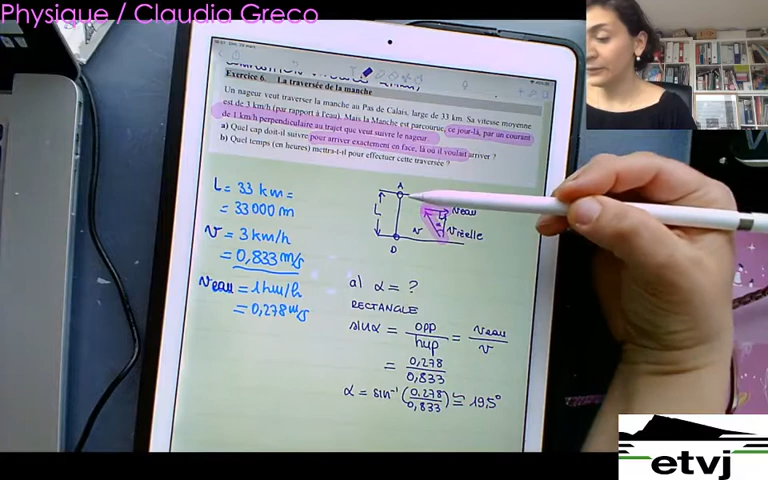 Physique / Claudia Greco
Exercice 6. La traversée de la manche
Un nageur veut traverser la manche au Pas de Calais, large de 33 km. Sa vitesse moyenne
est de 3 km/h (par rapport à l'eau). Mais la Manche est parcourue, ce jour-là, par un courant
de 1 km/h perpendiculaire au trajet que veut suivre le nageur.
a) Quel cap doit-il suivre pour arriver exactement en face, là où il voulait arriver ?
b) Quel temps (en heures) mettra-t-il pour effectuer cette traversée ?
L = 33 km =
= 33 000 m
v = 3 km/h
= 0,833 m/s
veau = 1 km/h
= 0,278 m/s
A
L
veau
v
α
vréelle
D
a) α = ?
RECTANGLE
sin α = opp/hyp = veau/v
= 0,278/0,833
α = sin⁻¹ (0,278/0,833) ≅ 19,5°
etvj